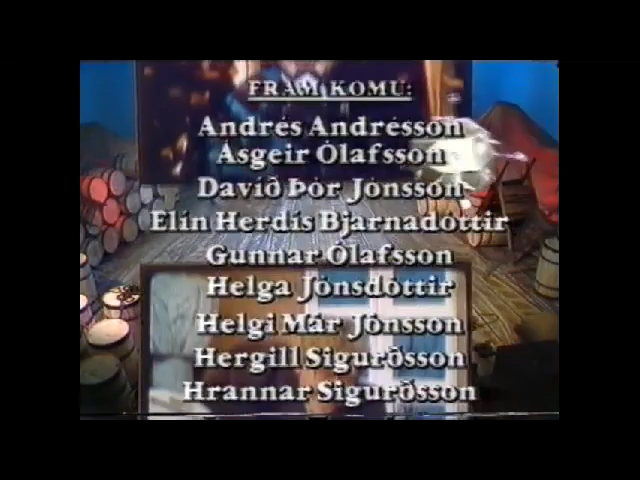 FRAM KOMU:
Andrés Andrésson
Ásgeir Ólafsson
Davíð Þór Jónsson
Elín Herdís Bjarnadóttir
Gunnar Ólafsson
Helga Jónsdóttir
Helgi Már Jónsson
Hergill Sigurðsson
Hrannar Sigurðsson